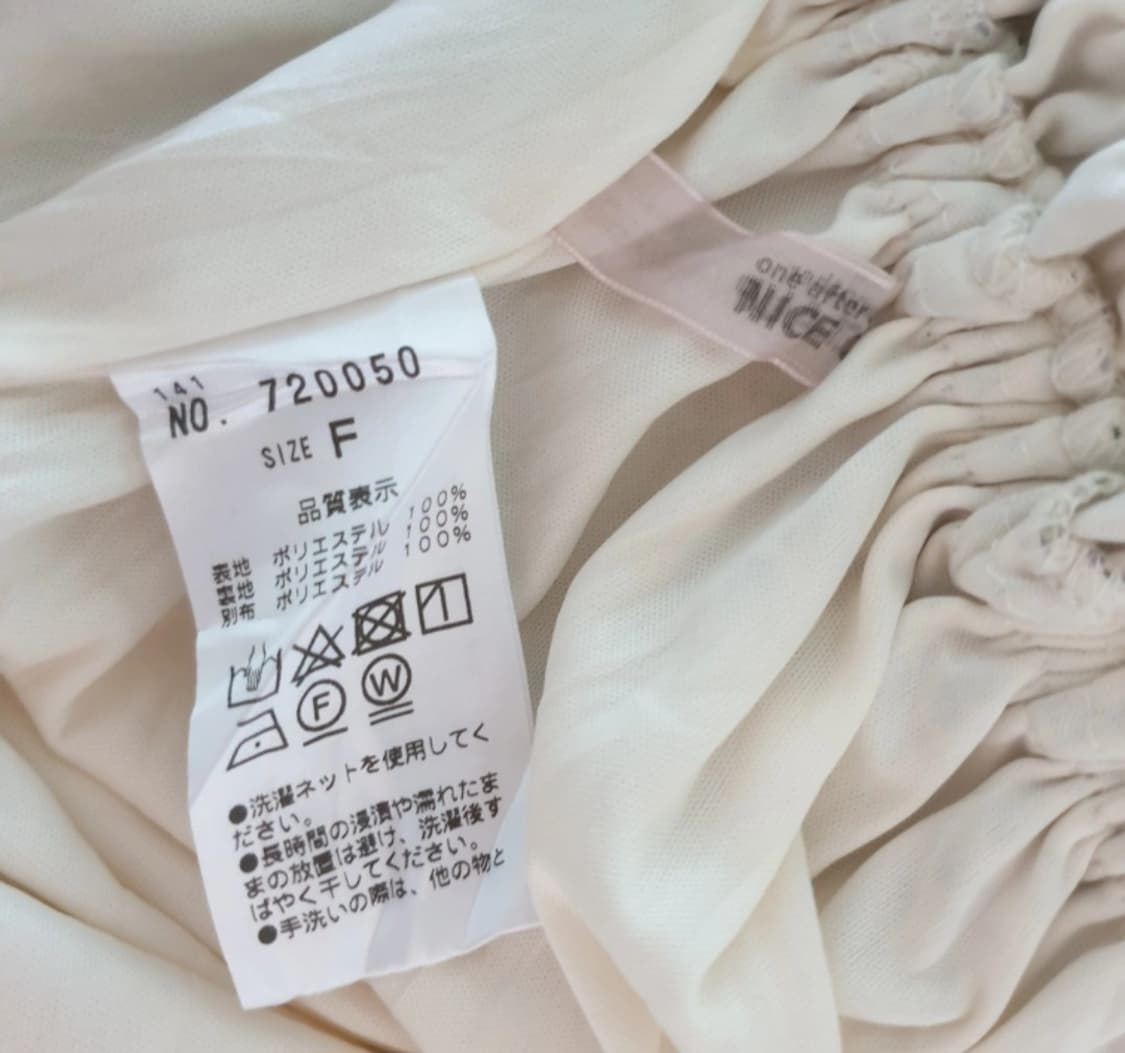 141
NO. 720050
SIZE F
品質表示
表地 ポリエステル 100%
裏地 ポリエステル 100%
別布 ポリエステル 100%
F W
●洗濯ネットを使用してく
ださい。
●長時間の浸漬や濡れたま
まの放置は避け、洗濯後す
ばやく干してください。
●手洗いの際は、他の物と
one after
NICE